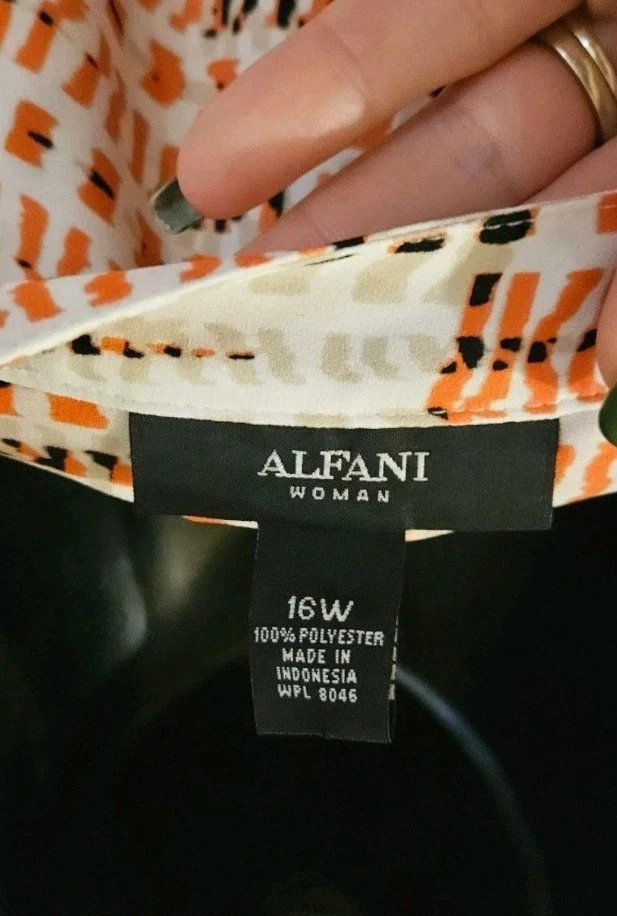 ALFANI
WOMAN
16W
100% POLYESTER
MADE IN
INDONESIA
WPL 8046